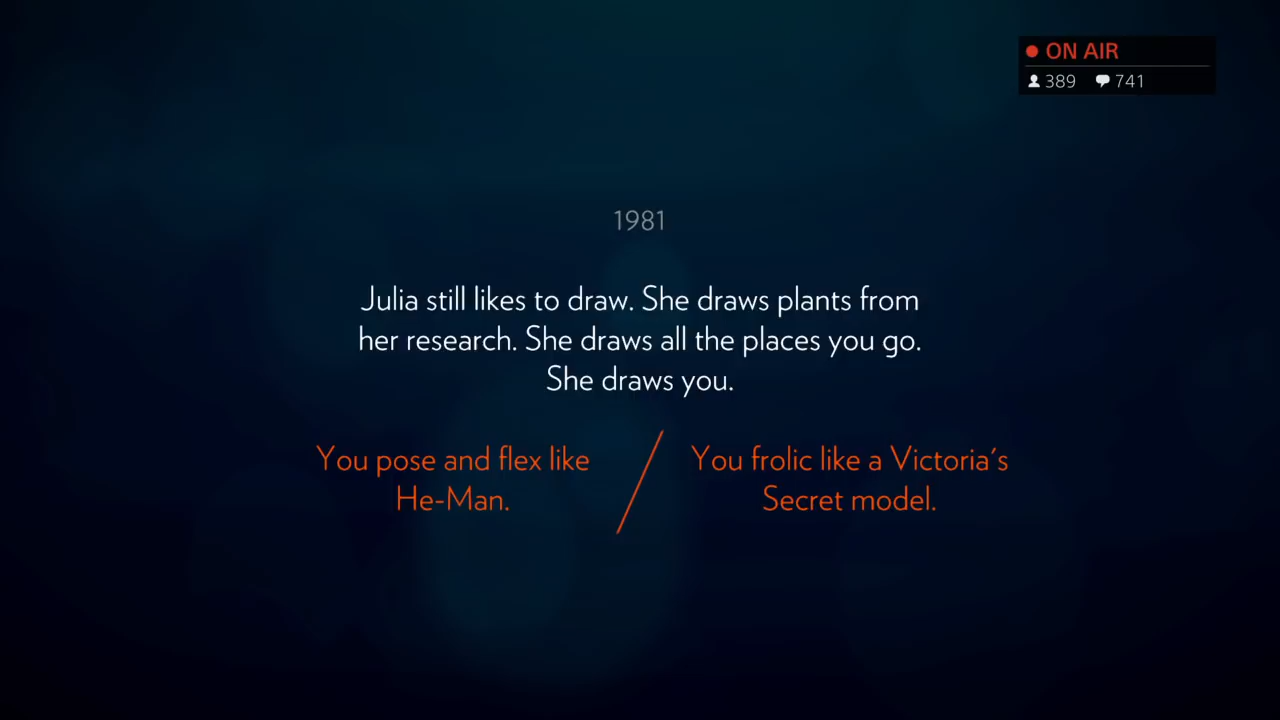 ON AIR
389 741
1981
Julia still likes to draw. She draws plants from
her research. She draws all the places you go.
She draws you.
You pose and flex like
He-Man.
You frolic like a Victoria's
Secret model.